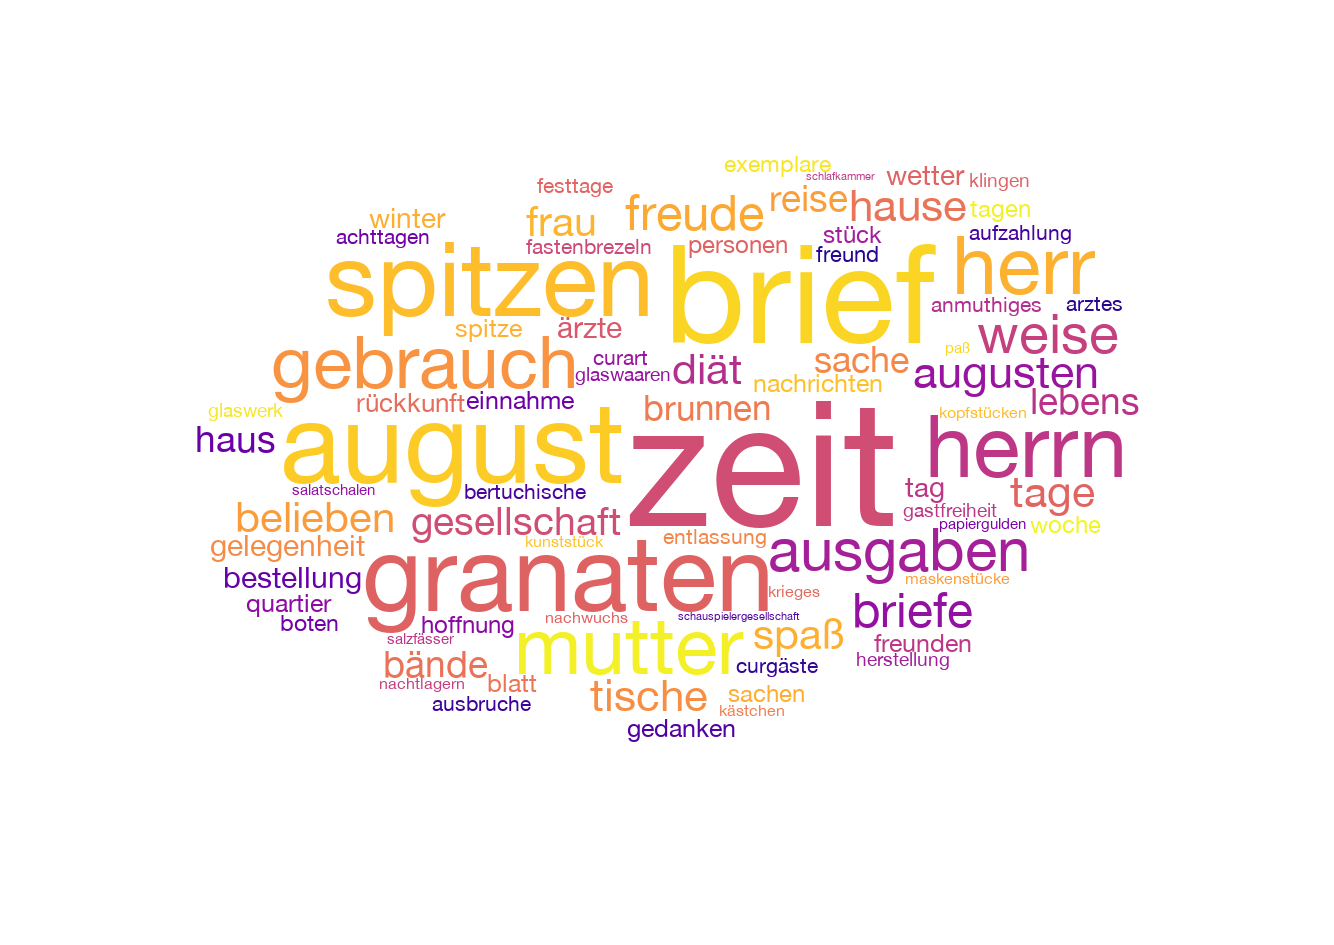 exemplare
schlafkammer
wetter
klingen
festtage
reise
hause
tagen
winter
frau
freude
achttagen
fastenbrezeln
personen
stück
freund
aufzahlung
spitzen
brief
herr
anmuthiges
arztes
spitze
ärzte
weise
paß
gebrauch
curart
glaswaaren
diät
sache
nachrichten
augusten
glaswerk
rückkunft
einnahme
brunnen
kopfstücken
lebens
haus
august
zeit
herrn
salatschalen
bertuchische
tag
tage
gastfreiheit
papiergulden
woche
belieben
gesellschaft
gelegenheit
kunststück
entlassung
ausgaben
bestellung
granaten
maskenstücke
krieges
quartier
boten
hoffnung
nachwuchs
schauspielergesellschaft
briefe
salzfässer
mutter
spaß
freunden
herstellung
bände
curgäste
nachtlagern
blatt
tische
sachen
ausbruche
kästchen
gedanken